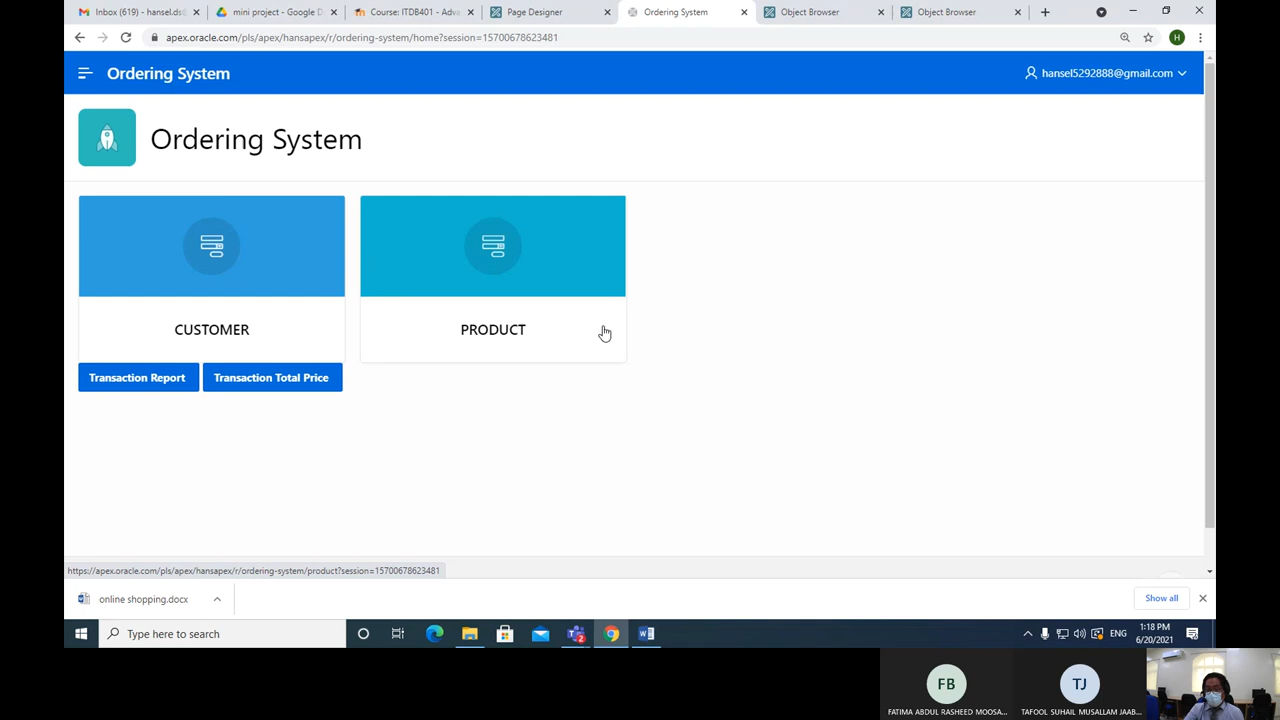 Inbox (619) - hansel.ds@
mini project - Google D
Course: ITDB401 - Adva
Page Designer
Ordering System
Object Browser
Object Browser
apex.oracle.com/pls/apex/hansapex/r/ordering-system/home?session=15700678623481
H
Ordering System
hansel5292888@gmail.com
Ordering System
CUSTOMER
PRODUCT
Transaction Report
Transaction Total Price
https://apex.oracle.com/pls/apex/hansapex/r/ordering-system/product?session=15700678623481
online shopping.docx
Show all
Type here to search
2
ENG
1:18 PM
6/20/2021
FB
TJ
FATIMA ABDUL RASHEED MOOSA...
TAFOOL SUHAIL MUSALLAM JAAB...